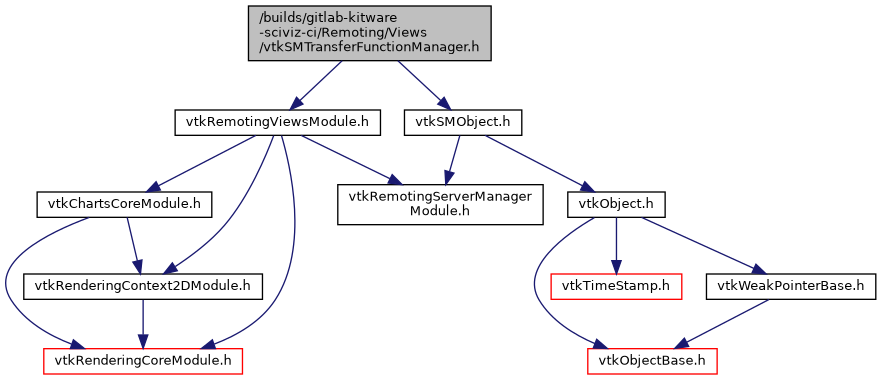 /builds/gitlab-kitware
-sciviz-ci/Remoting/Views
/vtkSMTransferFunctionManager.h
vtkRemotingViewsModule.h
vtkSMObject.h
vtkChartsCoreModule.h
vtkRemotingServerManager
Module.h
vtkObject.h
vtkRenderingContext2DModule.h
vtkTimeStamp.h
vtkWeakPointerBase.h
vtkRenderingCoreModule.h
vtkObjectBase.h